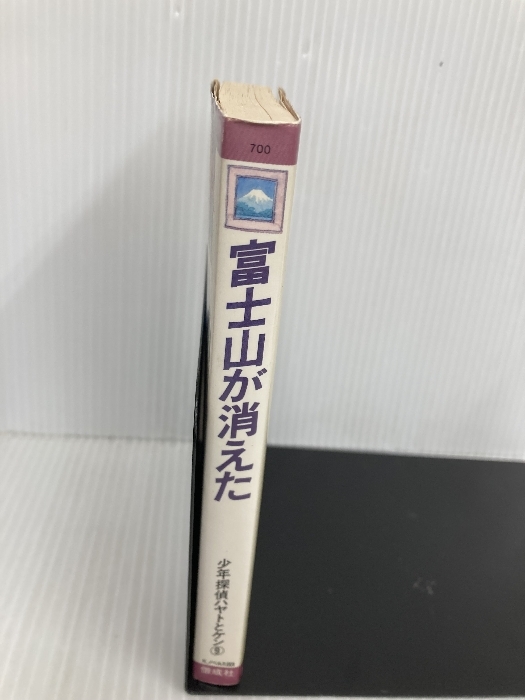 700
富士山が消えた
少年探偵ハヤトとケン⑨
偕成社